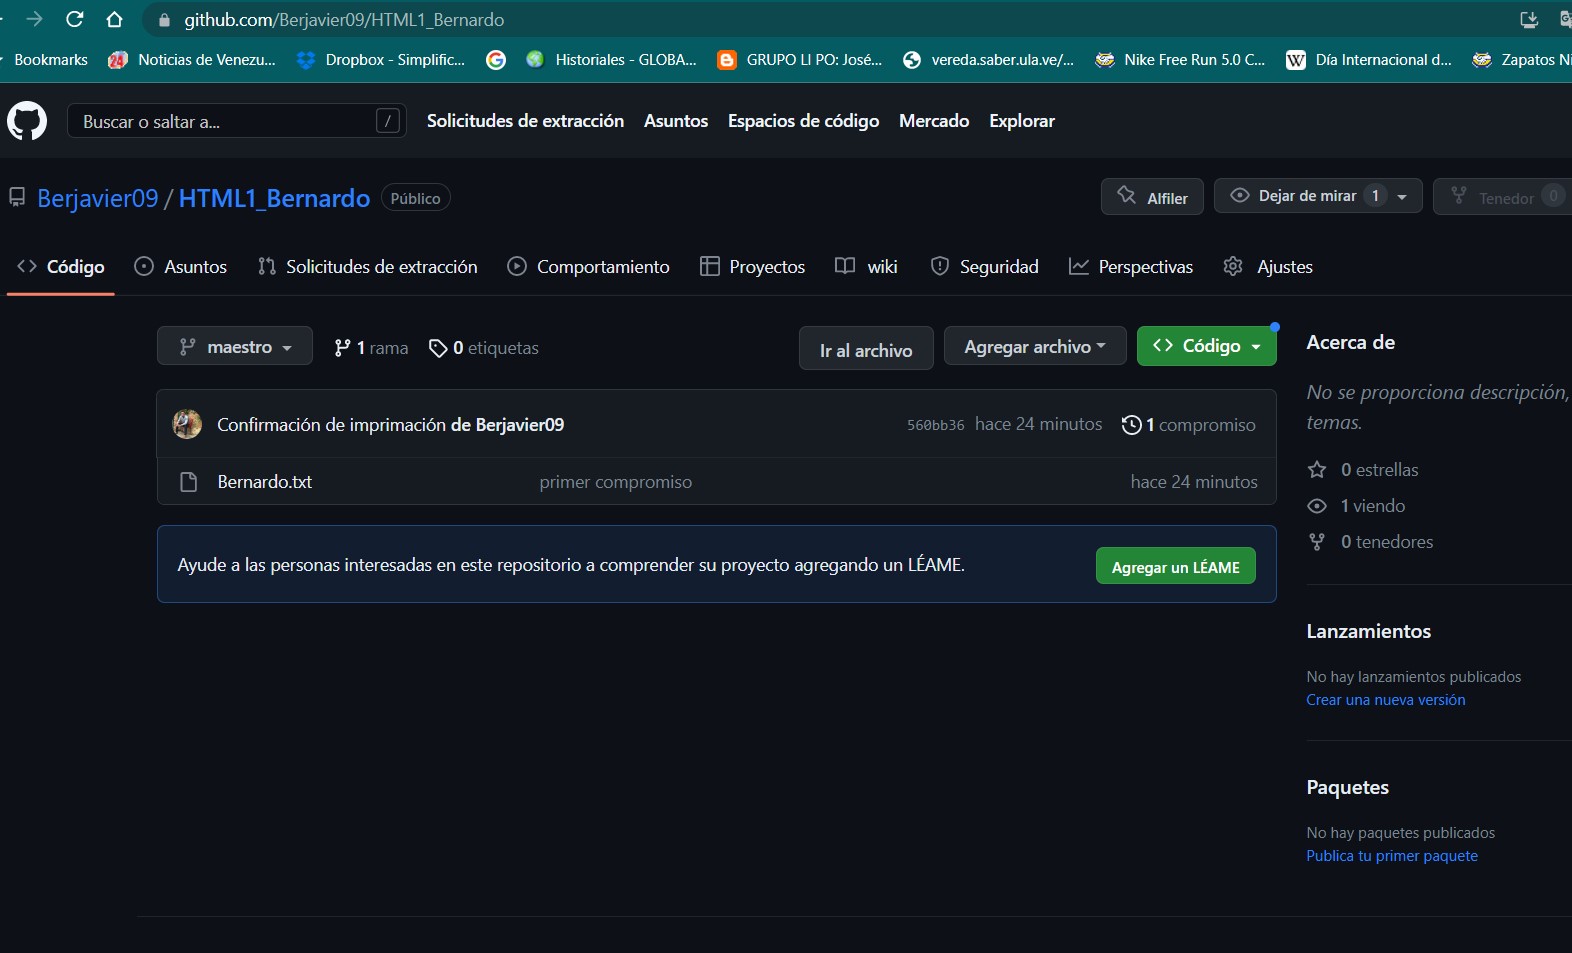 github.com/Berjavier09/HTML1_Bernardo
Bookmarks 24 Noticias de Venezu... Dropbox - Simplific... Historiales - GLOBA... GRUPO LI PO: José... vereda.saber.ula.ve/... W Día Internacional d... Nike Free Run 5.0 C... Zapatos Ni
Buscar o saltar a... / Solicitudes de extracción Asuntos Espacios de código Mercado Explorar
Berjavier09 / HTML1_Bernardo Público Alfiler Dejar de mirar 1 Tenedor 0
Código Asuntos Solicitudes de extracción Comportamiento Proyectos wiki Seguridad Perspectivas Ajustes
maestro 1 rama 0 etiquetas Ir al archivo Agregar archivo Código
Confirmación de imprimación de Berjavier09 560bb36 hace 24 minutos 1 compromiso
Bernardo.txt primer compromiso hace 24 minutos
Ayude a las personas interesadas en este repositorio a comprender su proyecto agregando un LÉAME. Agregar un LÉAME
Acerca de
No se proporciona descripción,
temas.
0 estrellas
1 viendo
0 tenedores
Lanzamientos
No hay lanzamientos publicados
Crear una nueva versión
Paquetes
No hay paquetes publicados
Publica tu primer paquete